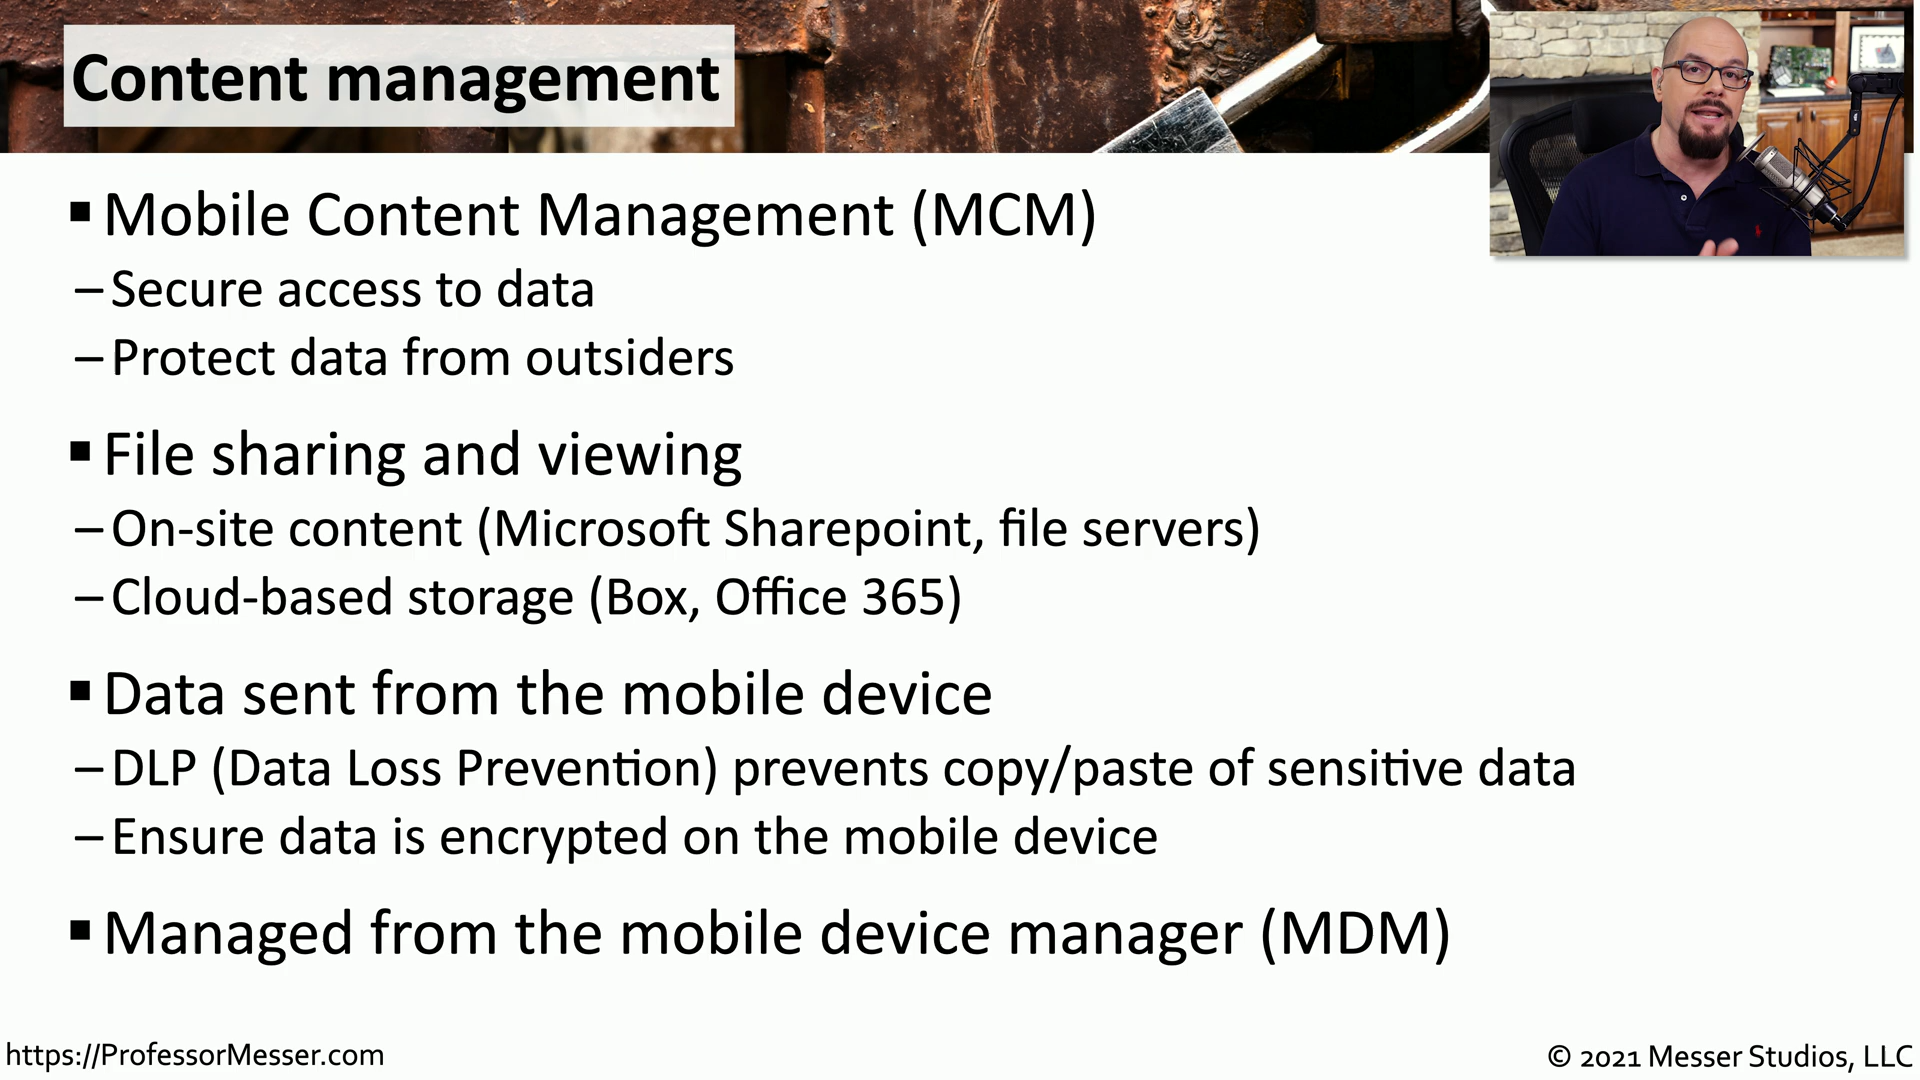 Content management
▪ Mobile Content Management (MCM)
– Secure access to data
– Protect data from outsiders
▪ File sharing and viewing
– On-site content (Microsoft Sharepoint, file servers)
– Cloud-based storage (Box, Office 365)
▪ Data sent from the mobile device
– DLP (Data Loss Prevention) prevents copy/paste of sensitive data
– Ensure data is encrypted on the mobile device
▪ Managed from the mobile device manager (MDM)
https://ProfessorMesser.com
© 2021 Messer Studios, LLC